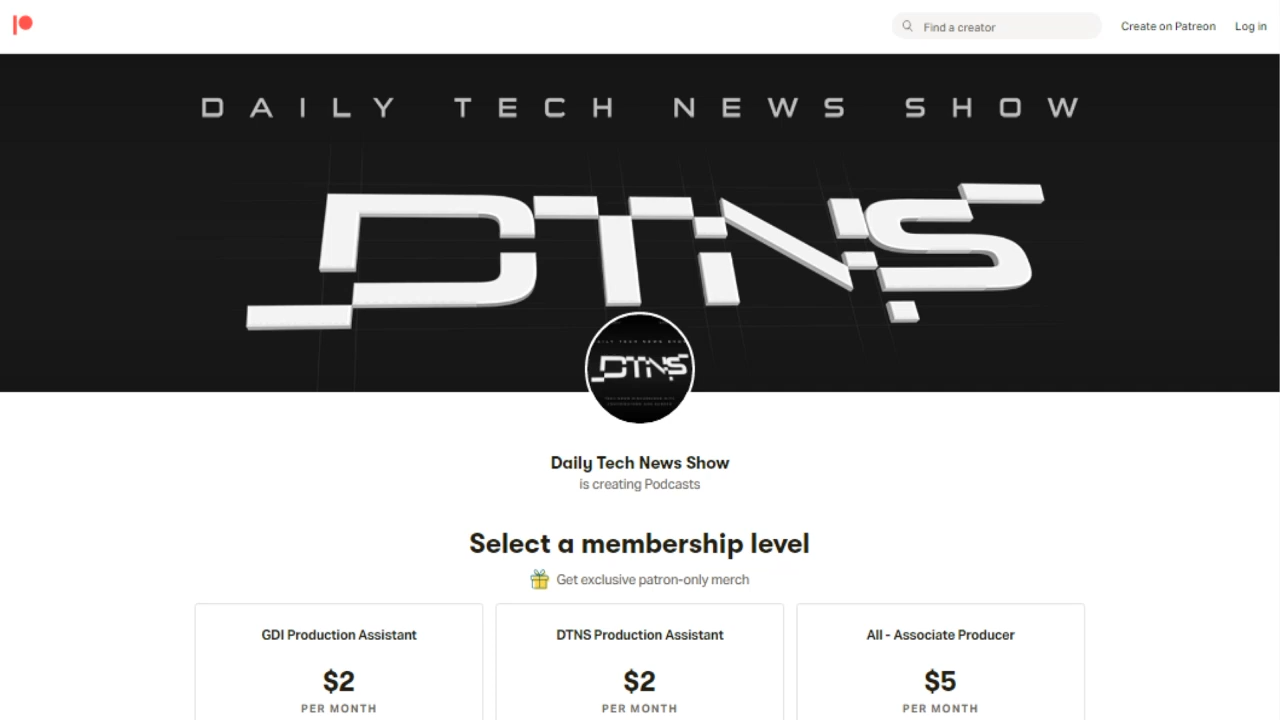 Find a creator
Create on Patreon
Log in
DAILY TECH NEWS SHOW
DTNS
DTNS
Daily Tech News Show
is creating Podcasts
Select a membership level
Get exclusive patron-only merch
GDI Production Assistant
$2
PER MONTH
DTNS Production Assistant
$2
PER MONTH
All - Associate Producer
$5
PER MONTH